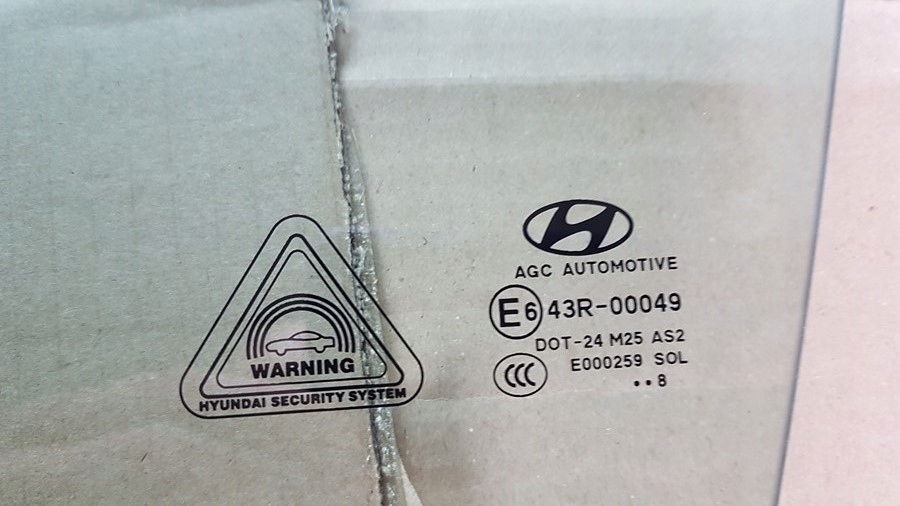 WARNING
HYUNDAI SECURITY SYSTEM
AGC AUTOMOTIVE
E6 43R-00049
DOT-24 M25 AS2
CCC E000259 SOL
••8